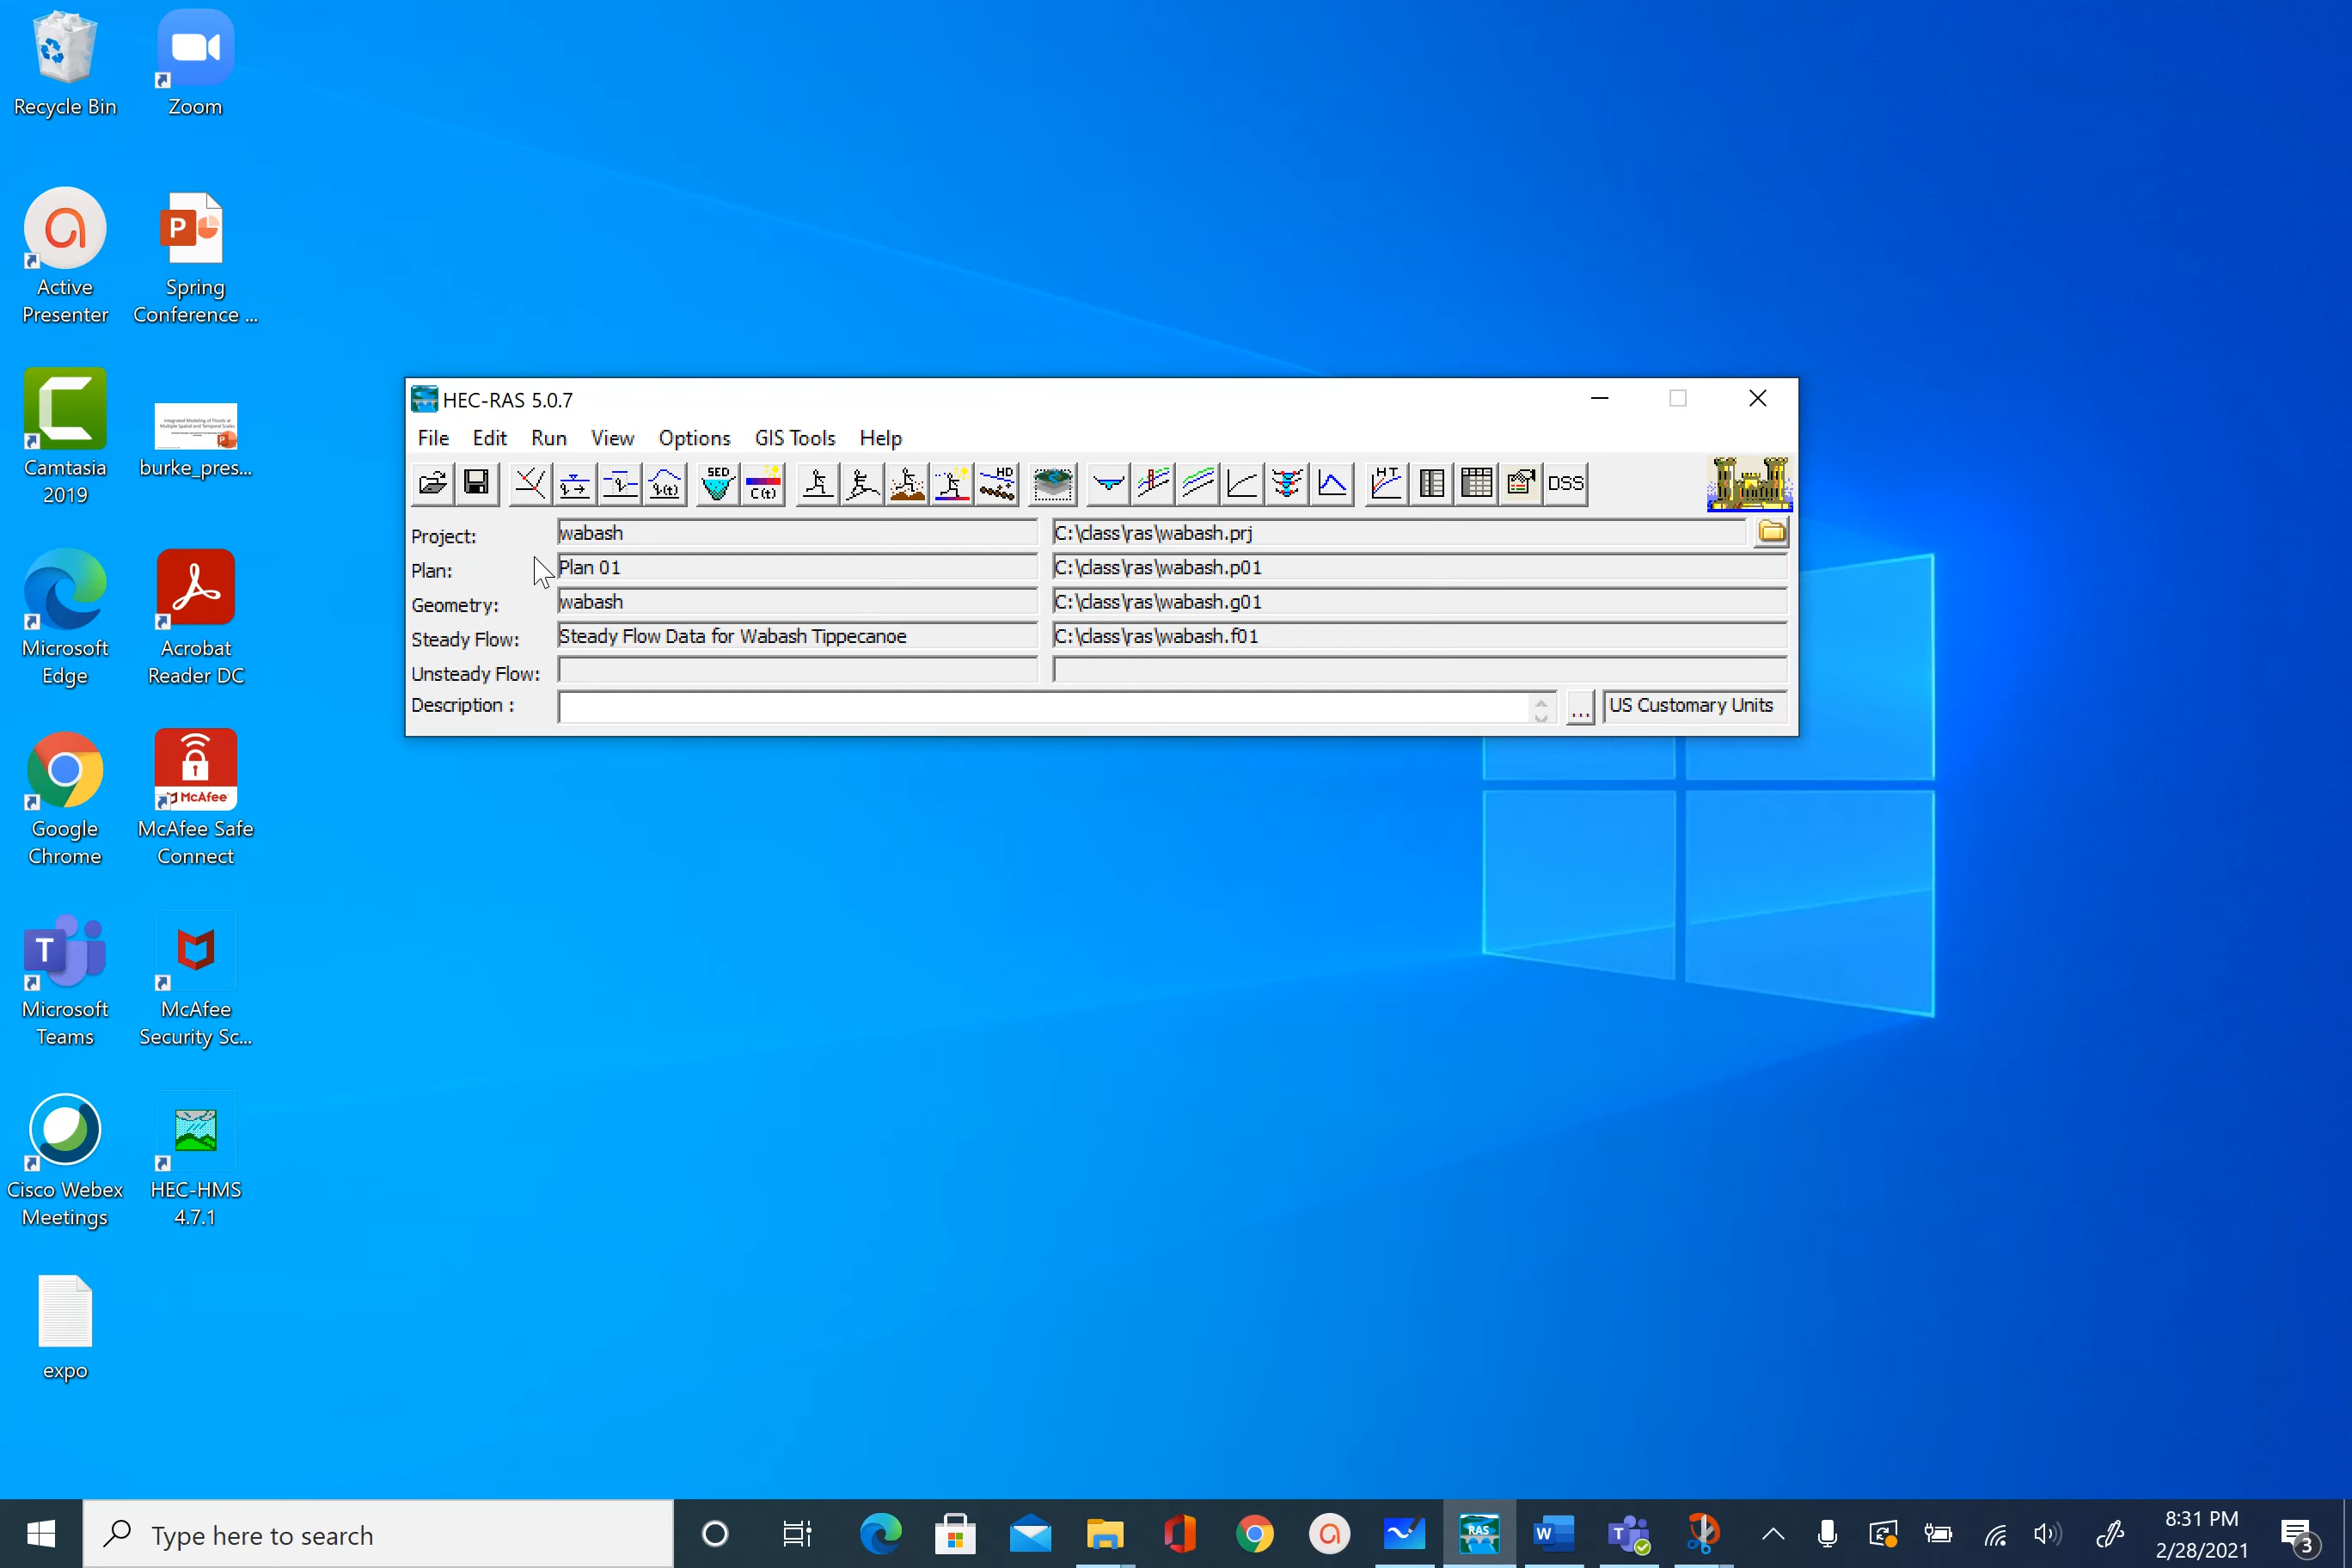 Recycle Bin
Zoom
Active
Presenter
Spring
Conference ...
Camtasia
2019
burke_pres...
Microsoft
Edge
Acrobat
Reader DC
Google
Chrome
McAfee
McAfee Safe
Connect
Microsoft
Teams
McAfee
Security Sc...
Cisco Webex
Meetings
HEC-HMS
4.7.1
expo
HEC-RAS 5.0.7
File Edit Run View Options GIS Tools Help
SED C(t) HD HT DSS
Project: wabash C:\class\ras\wabash.prj
Plan: Plan 01 C:\class\ras\wabash.p01
Geometry: wabash C:\class\ras\wabash.g01
Steady Flow: Steady Flow Data for Wabash Tippecanoe C:\class\ras\wabash.f01
Unsteady Flow:
Description : ... US Customary Units
Type here to search
RAS
8:31 PM
2/28/2021
3